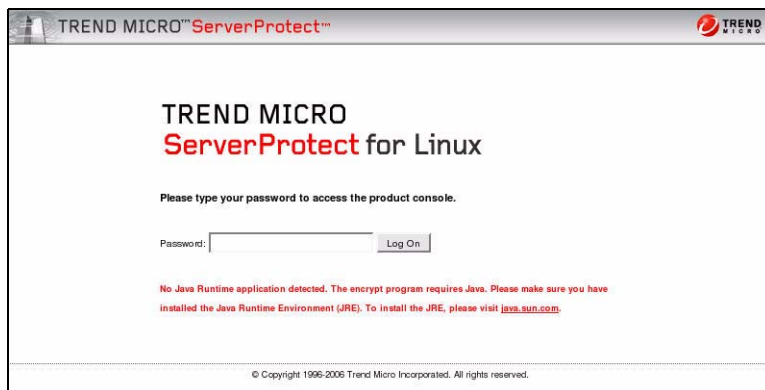 TREND MICRO™ ServerProtect™
TREND MICRO
TREND MICRO
ServerProtect for Linux
Please type your password to access the product console.
Password: Log On
No Java Runtime application detected. The encrypt program requires Java. Please make sure you have
installed the Java Runtime Environment (JRE). To install the JRE, please visit java.sun.com.
© Copyright 1996-2006 Trend Micro Incorporated. All rights reserved.